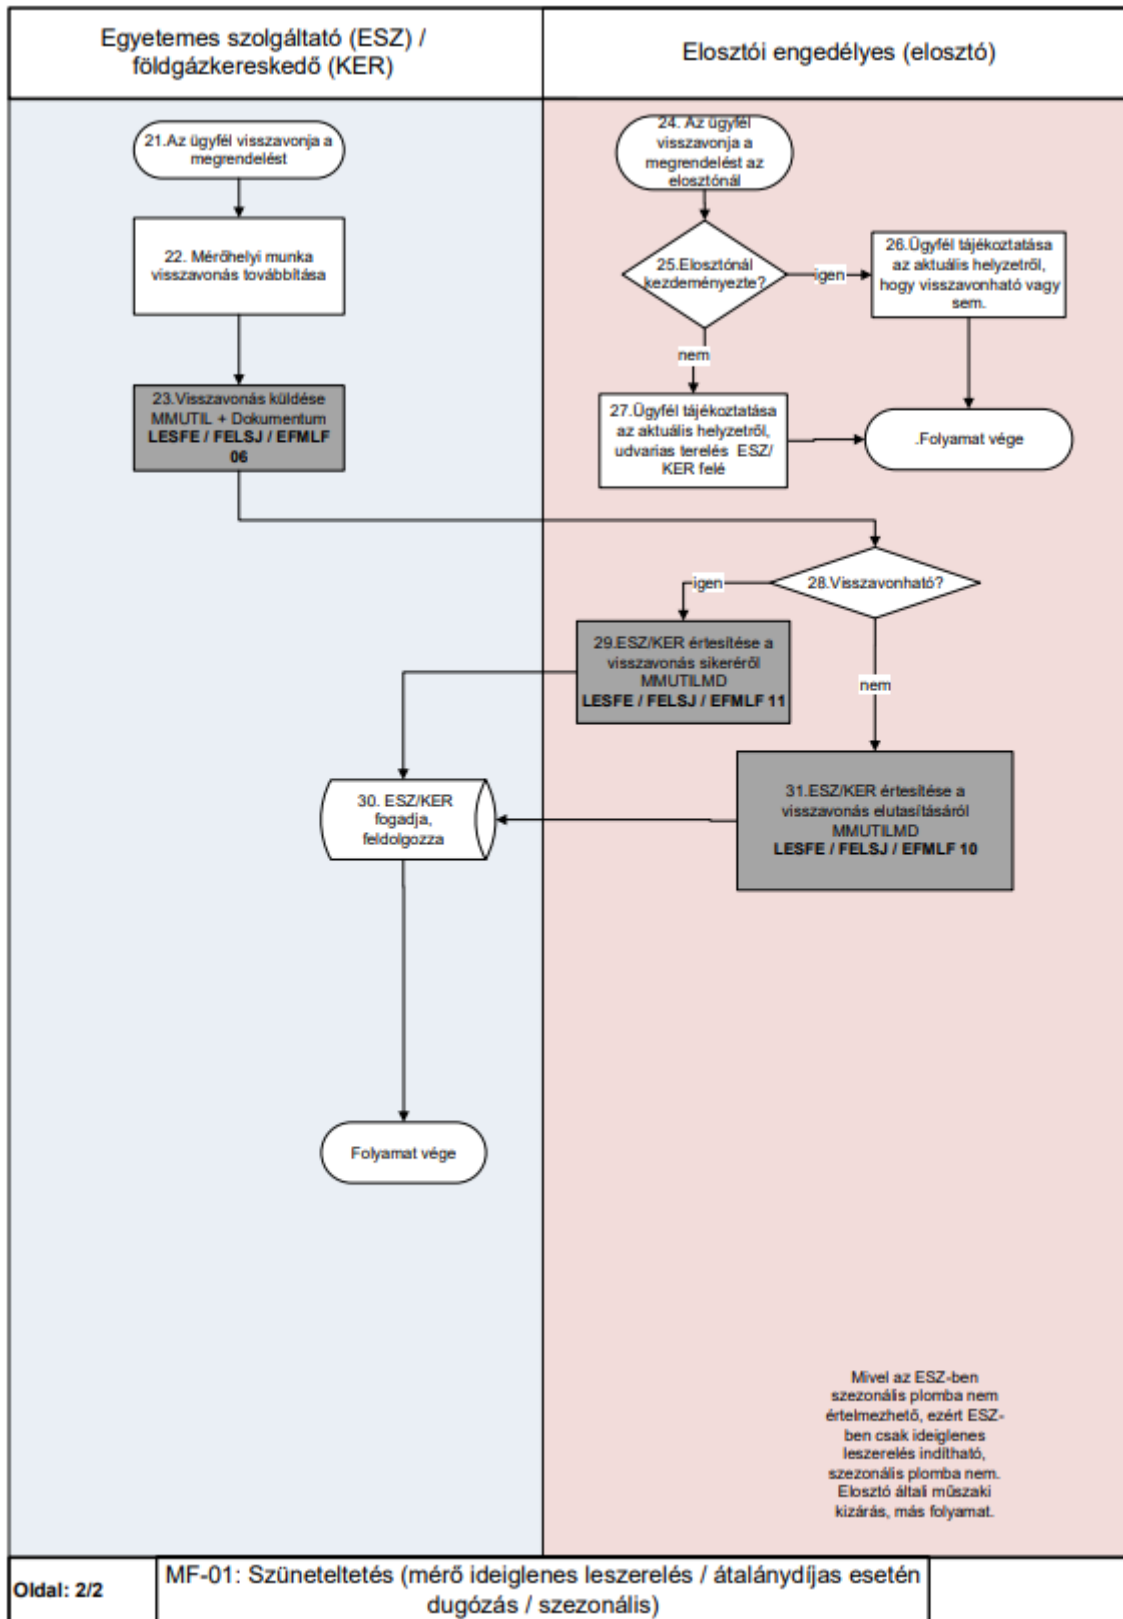 Egyetemes szolgáltató (ESZ) /
földgázkereskedő (KER)
Elosztói engedélyes (elosztó)
21.Az ügyfél visszavonja a
megrendelést
22. Mérőhelyi munka
visszavonás továbbítása
23.Visszavonás küldése
MMUTIL + Dokumentum
LESFE / FELSJ / EFMLF
06
24. Az ügyfél
visszavonja a
megrendelést az
elosztónál
25.Elosztónál
kezdeményezte?
igen
26.Ügyfél tájékoztatása
az aktuális helyzetről,
hogy visszavonható vagy
sem.
nem
27.Ügyfél tájékoztatása
az aktuális helyzetről,
udvarias terelés ESZ/
KER felé
.Folyamat vége
28.Visszavonható?
igen
29.ESZ/KER értesítése a
visszavonás sikeréről
MMUTILMD
LESFE / FELSJ / EFMLF 11
nem
30. ESZ/KER
fogadja,
feldolgozza
31.ESZ/KER értesítése a
visszavonás elutasításáról
MMUTILMD
LESFE / FELSJ / EFMLF 10
Folyamat vége
Mivel az ESZ-ben
szezonális plomba nem
értelmezhető, ezért ESZ-
ben csak ideiglenes
leszerelés indítható,
szezonális plomba nem.
Elosztó általi műszaki
kizárás, más folyamat.
Oldal: 2/2
MF-01: Szüneteltetés (mérő ideiglenes leszerelés / átalánydíjas esetén
dugózás / szezonális)